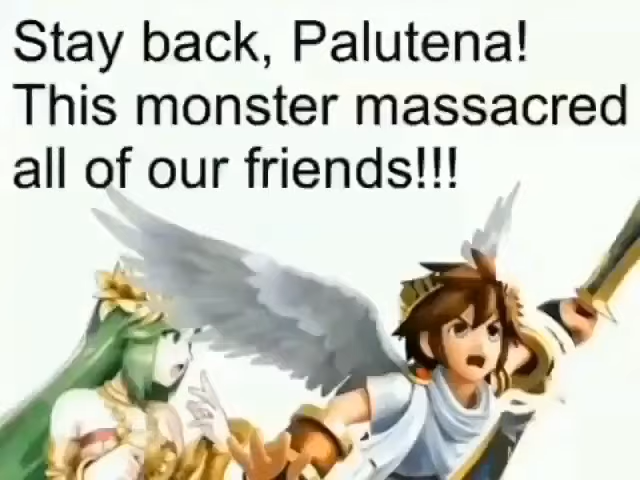 Stay back, Palutena!
This monster massacred
all of our friends!!!